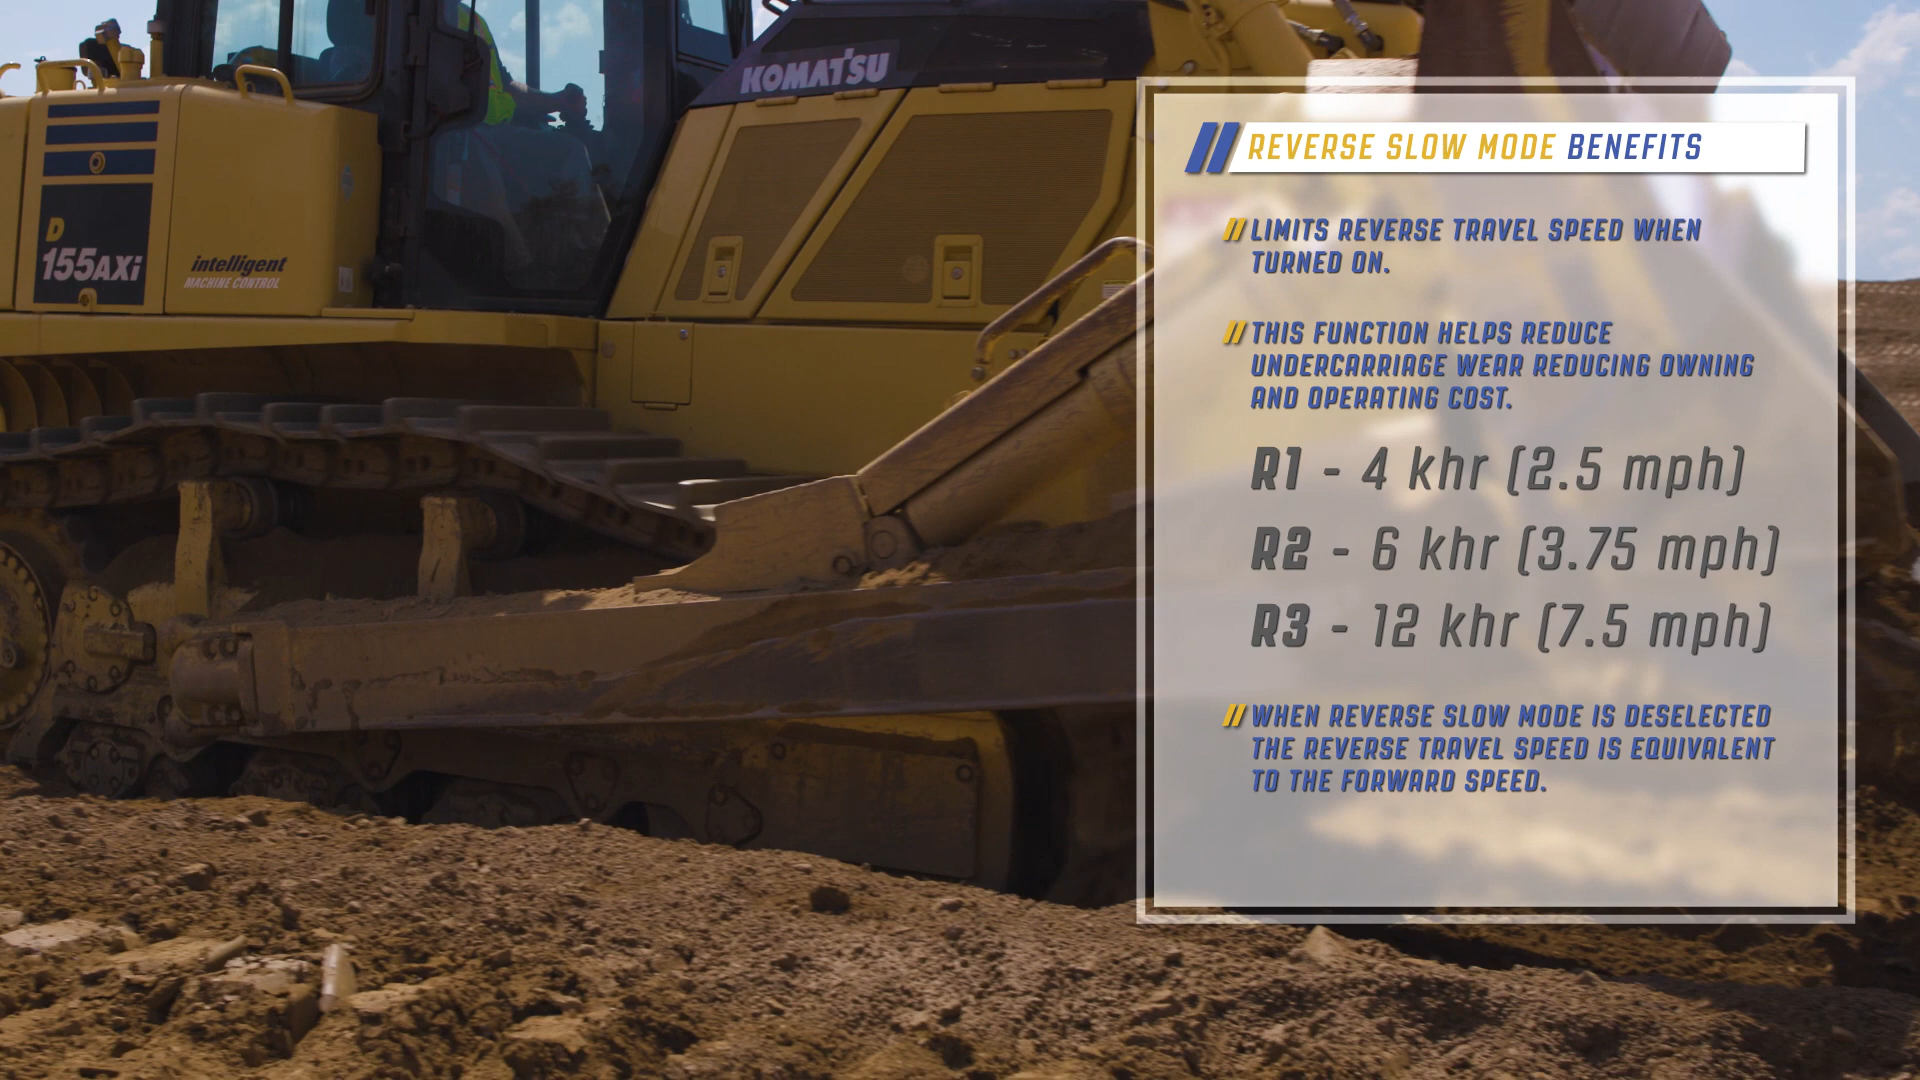 KOMATSU
D
155AXi
intelligent
MACHINE CONTROL
REVERSE SLOW MODE BENEFITS
LIMITS REVERSE TRAVEL SPEED WHEN
TURNED ON.
THIS FUNCTION HELPS REDUCE
UNDERCARRIAGE WEAR REDUCING OWNING
AND OPERATING COST.
R1 - 4 khr (2.5 mph)
R2 - 6 khr (3.75 mph)
R3 - 12 khr (7.5 mph)
WHEN REVERSE SLOW MODE IS DESELECTED
THE REVERSE TRAVEL SPEED IS EQUIVALENT
TO THE FORWARD SPEED.